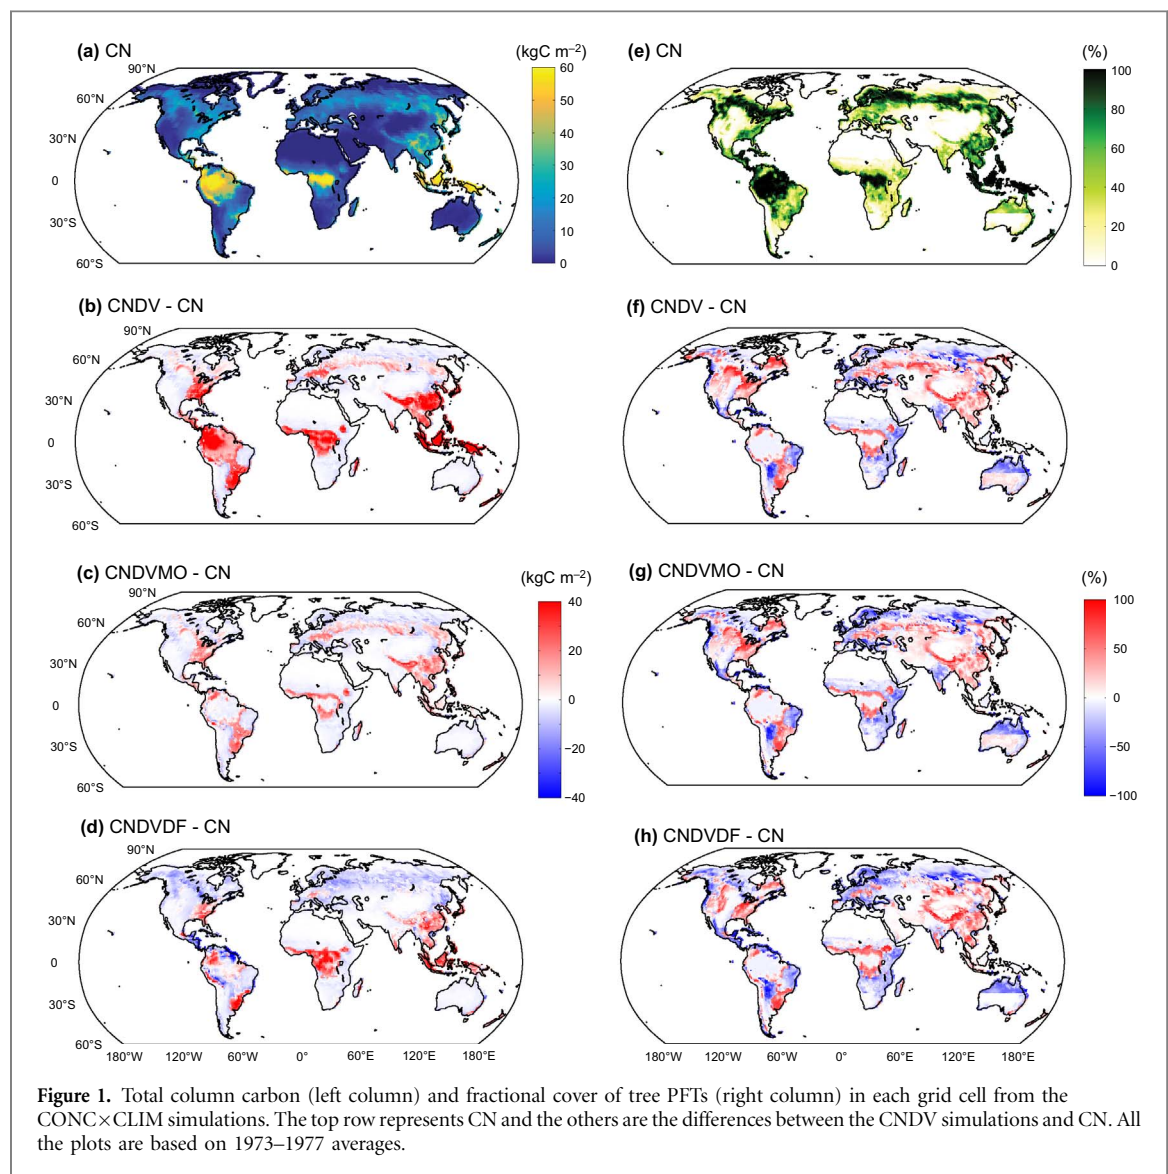 (a) CN
(kgC m⁻²)
90°N
60°N
30°N
0
30°S
60°S
60
50
40
30
20
10
0
(e) CN
(%)
100
80
60
40
20
0
(b) CNDV - CN
90°N
60°N
30°N
0
30°S
60°S
(f) CNDV - CN
(c) CNDVMO - CN
(kgC m⁻²)
90°N
60°N
30°N
0
30°S
60°S
40
20
0
−20
−40
(g) CNDVMO - CN
(%)
100
50
0
−50
−100
(d) CNDVDF - CN
90°N
60°N
30°N
0
30°S
60°S
180°W 120°W 60°W 0° 60°E 120°E 180°E
(h) CNDVDF - CN
180°W 120°W 60°W 0° 60°E 120°E 180°E
Figure 1. Total column carbon (left column) and fractional cover of tree PFTs (right column) in each grid cell from the
CONC×CLIM simulations. The top row represents CN and the others are the differences between the CNDV simulations and CN. All
the plots are based on 1973–1977 averages.